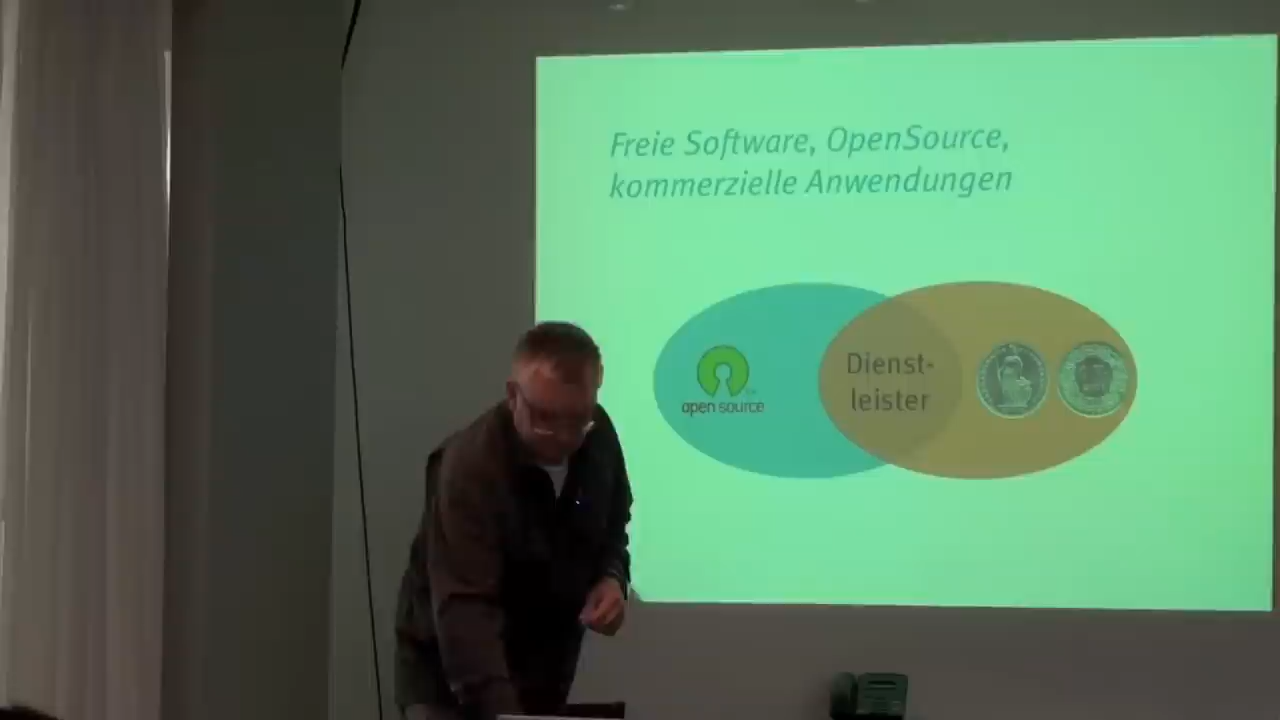 Freie Software, OpenSource,
kommerzielle Anwendungen
open source
Dienst-
leister